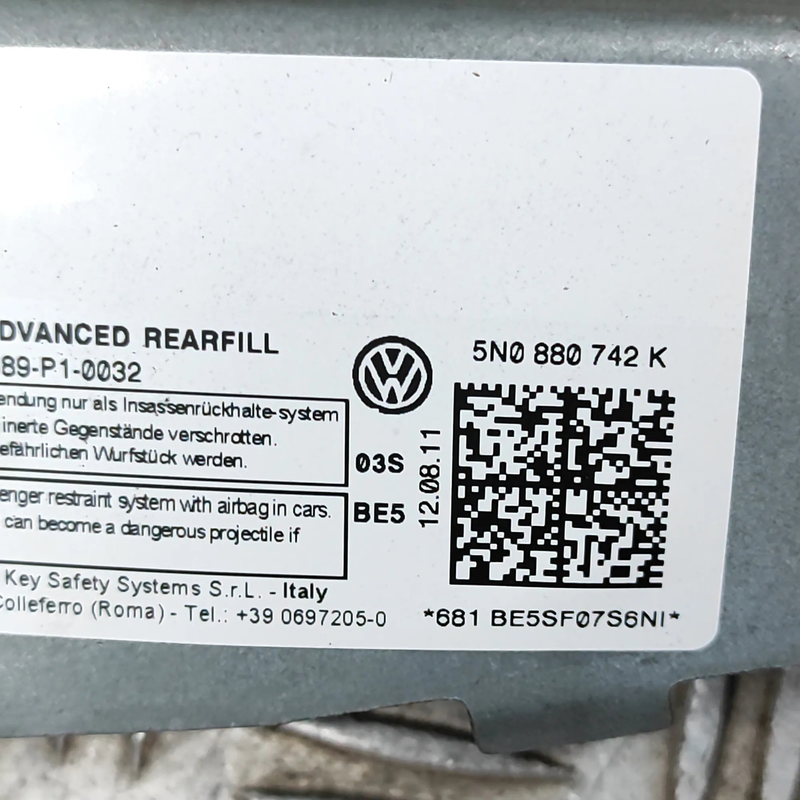 DVANCED REARFILL
89-P1-0032
endung nur als Insassenrückhalte-system
inerte Gegenstände verschrotten.
efährlichen Wurfstück werden.
enger restraint system with airbag in cars.
can become a dangerous projectile if
Key Safety Systems S.r.L. - Italy
Colleferro (Roma) - Tel.: +39 0697205-0
VW
03S
BE5
12.08.11
5N0 880 742 K
*681 BE5SF07S6NI*